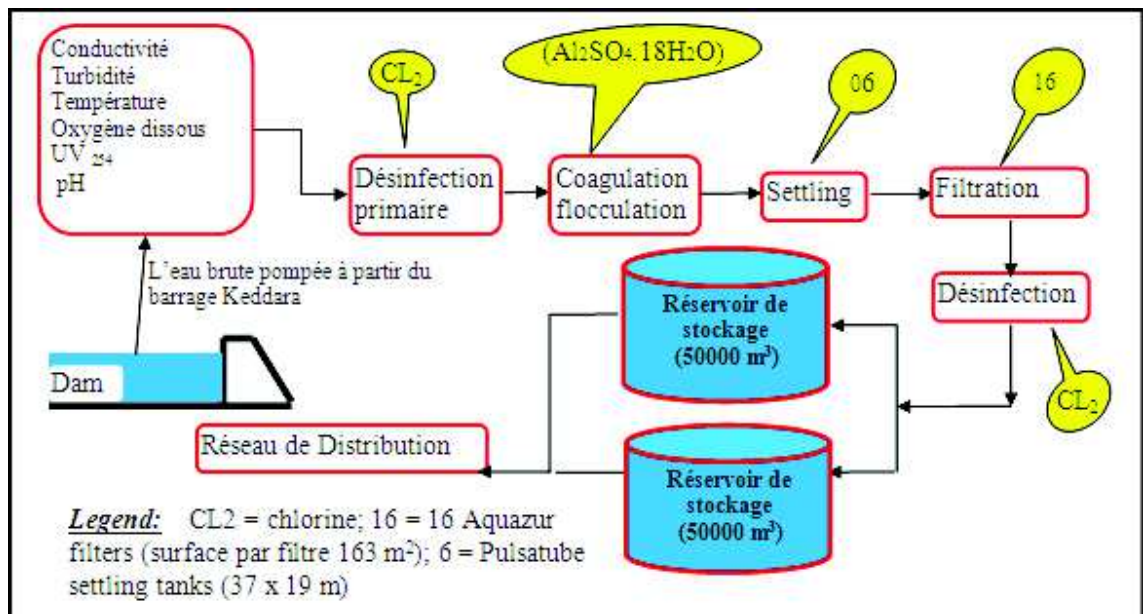 Conductivité
Turbidité
Température
Oxygène dissous
UV 254
pH
CL2
(Al2SO4.18H2O)
06
16
Désinfection
primaire
Coagulation
flocculation
Settling
Filtration
L'eau brute pompée à partir du
barrage Keddara
Réservoir de
stockage
(50000 m3)
Désinfection
Dam
CL2
Réseau de Distribution
Réservoir de
stockage
(50000 m3)
Legend: CL2 = chlorine; 16 = 16 Aquazur
filters (surface par filtre 163 m2); 6 = Pulsatube
settling tanks (37 x 19 m)